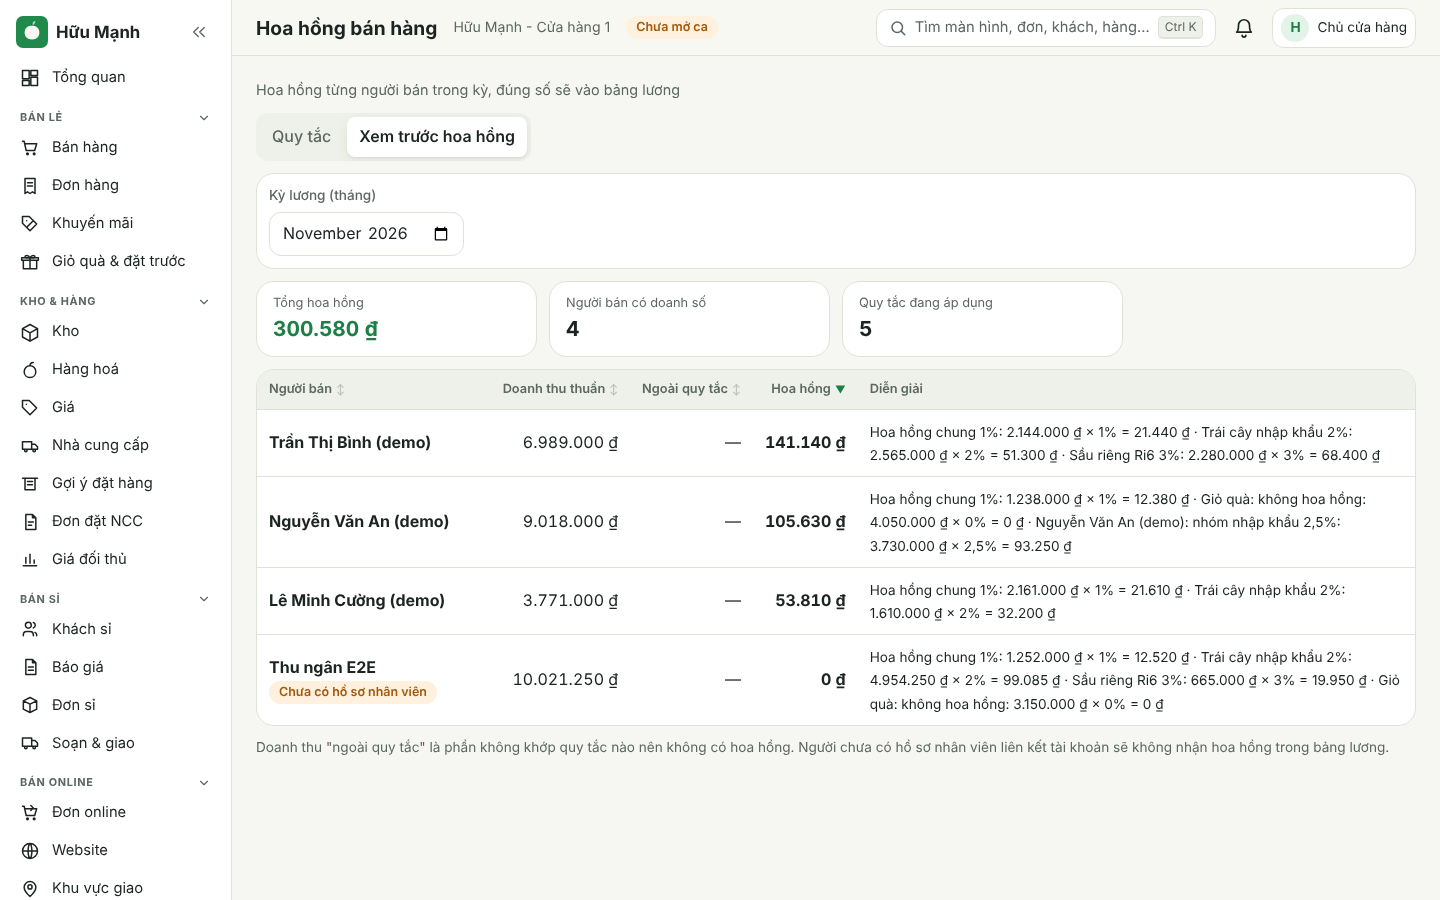 Hữu Mạnh
Tổng quan
BÁN LẺ
Bán hàng
Đơn hàng
Khuyến mãi
Giỏ quà & đặt trước
KHO & HÀNG
Kho
Hàng hoá
Giá
Nhà cung cấp
Gợi ý đặt hàng
Đơn đặt NCC
Giá đối thủ
BÁN SỈ
Khách sỉ
Báo giá
Đơn sỉ
Soạn & giao
BÁN ONLINE
Đơn online
Website
Khu vực giao
Hoa hồng bán hàng Hữu Mạnh - Cửa hàng 1 Chưa mở ca Tìm màn hình, đơn, khách, hàng... Ctrl K H Chủ cửa hàng
Hoa hồng từng người bán trong kỳ, đúng số sẽ vào bảng lương
Quy tắc Xem trước hoa hồng
Kỳ lương (tháng)
November 2026
Tổng hoa hồng
300.580 ₫
Người bán có doanh số
4
Quy tắc đang áp dụng
5
Người bán Doanh thu thuần Ngoài quy tắc Hoa hồng Diễn giải
Trần Thị Bình (demo) 6.989.000 ₫ — 141.140 ₫ Hoa hồng chung 1%: 2.144.000 ₫ × 1% = 21.440 ₫ · Trái cây nhập khẩu 2%:
2.565.000 ₫ × 2% = 51.300 ₫ · Sầu riêng Ri6 3%: 2.280.000 ₫ × 3% = 68.400 ₫
Nguyễn Văn An (demo) 9.018.000 ₫ — 105.630 ₫ Hoa hồng chung 1%: 1.238.000 ₫ × 1% = 12.380 ₫ · Giỏ quà: không hoa hồng:
4.050.000 ₫ × 0% = 0 ₫ · Nguyễn Văn An (demo): nhóm nhập khẩu 2,5%:
3.730.000 ₫ × 2,5% = 93.250 ₫
Lê Minh Cường (demo) 3.771.000 ₫ — 53.810 ₫ Hoa hồng chung 1%: 2.161.000 ₫ × 1% = 21.610 ₫ · Trái cây nhập khẩu 2%:
1.610.000 ₫ × 2% = 32.200 ₫
Thu ngân E2E
Chưa có hồ sơ nhân viên
10.021.250 ₫ — 0 ₫ Hoa hồng chung 1%: 1.252.000 ₫ × 1% = 12.520 ₫ · Trái cây nhập khẩu 2%:
4.954.250 ₫ × 2% = 99.085 ₫ · Sầu riêng Ri6 3%: 665.000 ₫ × 3% = 19.950 ₫ · Giỏ
quà: không hoa hồng: 3.150.000 ₫ × 0% = 0 ₫
Doanh thu "ngoài quy tắc" là phần không khớp quy tắc nào nên không có hoa hồng. Người chưa có hồ sơ nhân viên liên kết tài khoản sẽ không nhận hoa hồng trong bảng lương.